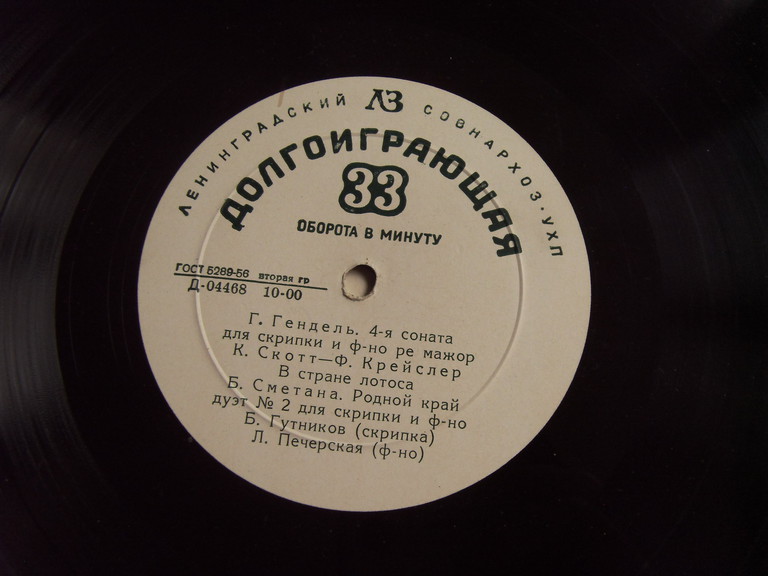 ЛЕНИНГРАДСКИЙ ЛЗ СОВНАРХОЗ·УХП
ДОЛГОИГРАЮЩАЯ
33
ОБОРОТА В МИНУТУ
ГОСТ 5289-56 вторая гр
Д-04468 10-00
Г. Гендель. 4-я соната
для скрипки и ф-но ре мажор
К. Скотт—Ф. Крейслер
В стране лотоса
Б. Сметана. Родной край
дуэт № 2 для скрипки и ф-но
Б. Гутников (скрипка)
Л. Печерская (ф-но)